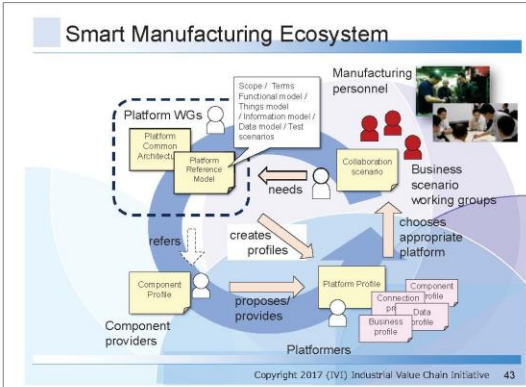 Smart Manufacturing Ecosystem
Manufacturing
personnel
Scope / Terms
Functional model /
Things model
/ Information model /
Data model / Test
scenarios
Platform WGs
Platform
Common
Architecture
Platform
Reference
Model
needs
Collaboration
scenario
Business
scenario
working groups
refers
creates
profiles
chooses
appropriate
platform
Component
Profile
Component
providers
proposes/
provides
Platform Profile
Component
profile
Connection
Data
profile
Business
profile
Platformers
Copyright 2017 (IVI) Industrial Value Chain Initiative 43